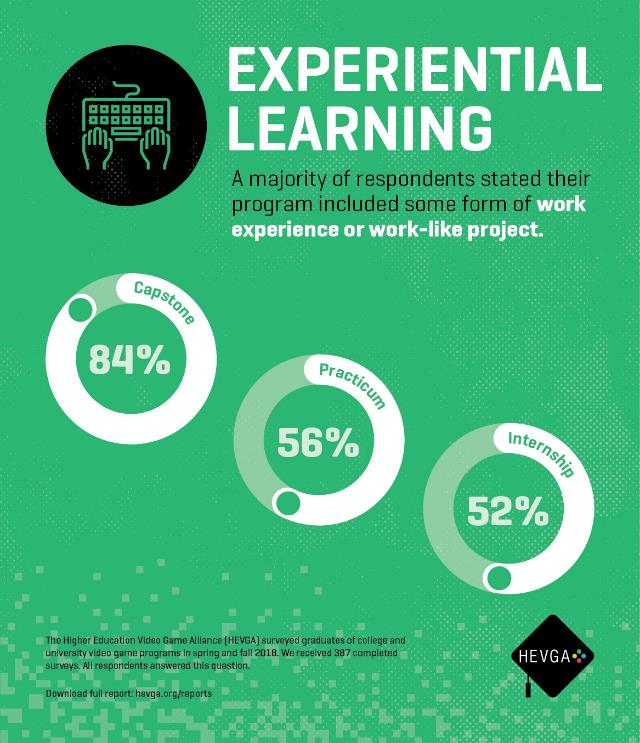 EXPERIENTIAL
LEARNING
A majority of respondents stated their
program included some form of work
experience or work-like project.
Capstone
84%
Practicum
56%
Internship
52%
The Higher Education Video Game Alliance (HEVGA) surveyed graduates of college and
university video game programs in spring and fall 2018. We received 387 completed
surveys. All respondents answered this question.
Download full report: hevga.org/reports
HEVGA